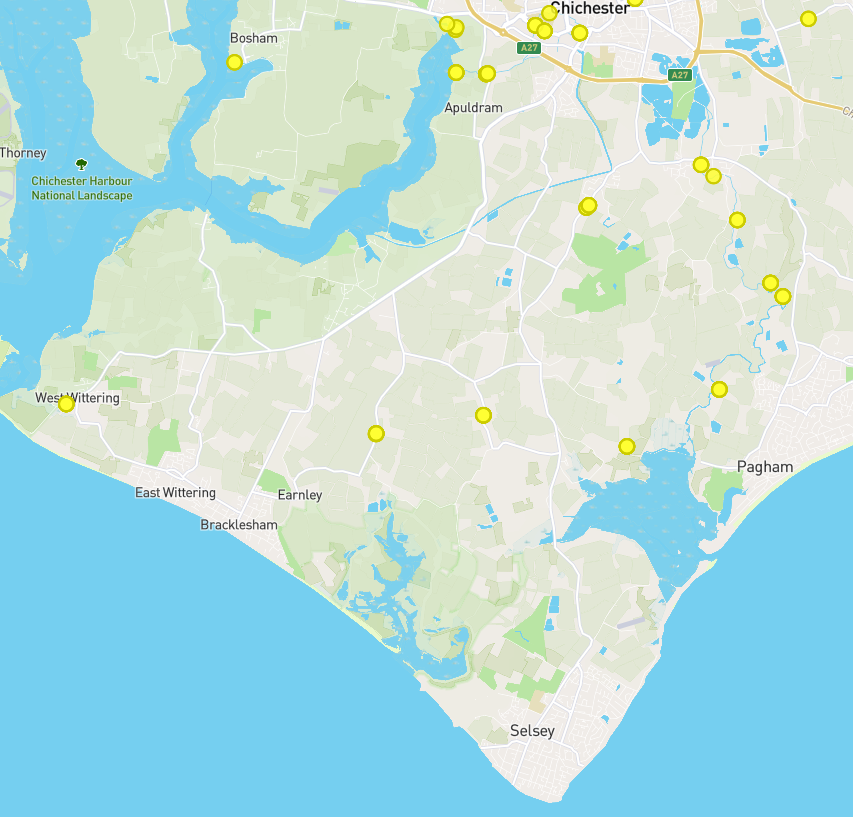 Chichester
Bosham
A27
A27
Apuldram
Thorney
Chichester Harbour
National Landscape
West Wittering
Pagham
East Wittering
Earnley
Bracklesham
Selsey